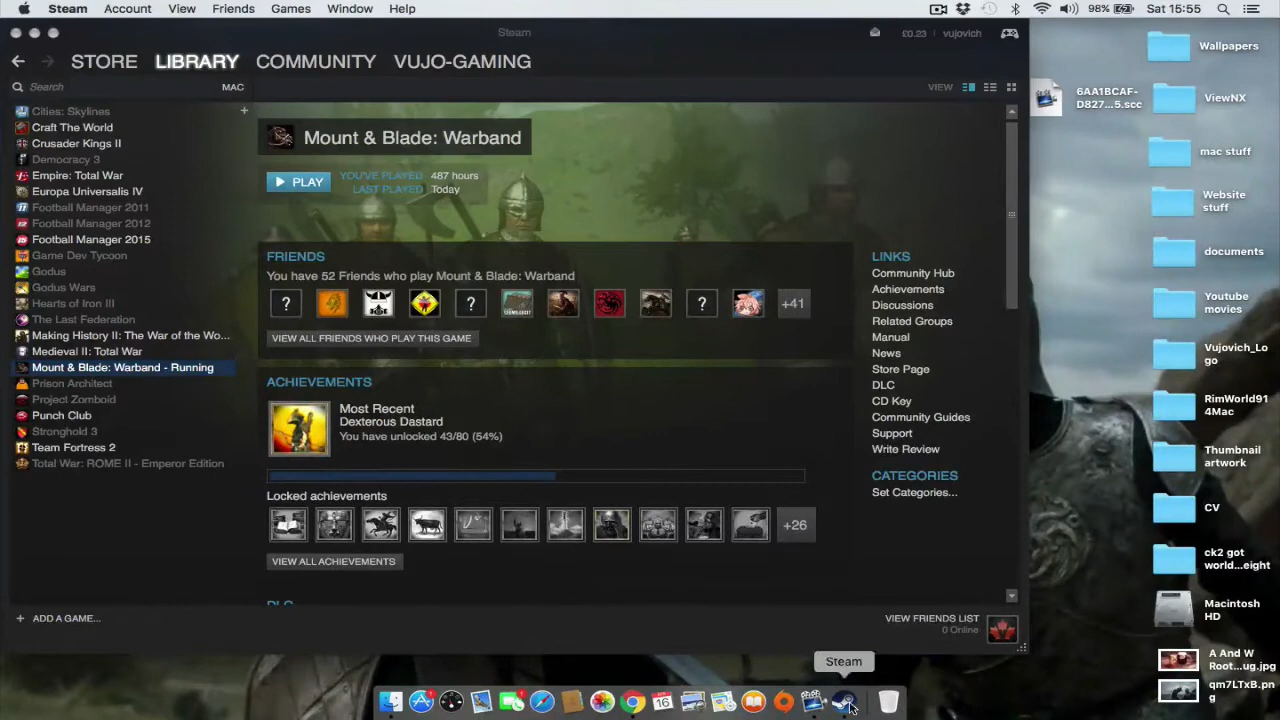 Steam Account View Friends Games Window Help 98% Sat 15:55
Steam
£0.23 vujovich
STORE LIBRARY COMMUNITY VUJO-GAMING
Search MAC VIEW
Cities: Skylines
Craft The World
Crusader Kings II
Democracy 3
Empire: Total War
Europa Universalis IV
Football Manager 2011
Football Manager 2012
Football Manager 2015
Game Dev Tycoon
Godus
Godus Wars
Hearts of Iron III
The Last Federation
Making History II: The War of the Wo...
Medieval II: Total War
Mount & Blade: Warband - Running
Prison Architect
Project Zomboid
Punch Club
Stronghold 3
Team Fortress 2
Total War: ROME II - Emperor Edition
+ ADD A GAME...
Mount & Blade: Warband
PLAY
YOU'VE PLAYED 487 hours
LAST PLAYED Today
FRIENDS
You have 52 Friends who play Mount & Blade: Warband
? ? ? +41
VIEW ALL FRIENDS WHO PLAY THIS GAME
ACHIEVEMENTS
Most Recent
Dexterous Dastard
You have unlocked 43/80 (54%)
Locked achievements
+26
VIEW ALL ACHIEVEMENTS
DLC
LINKS
Community Hub
Achievements
Discussions
Related Groups
Manual
News
Store Page
DLC
CD Key
Community Guides
Support
Write Review
CATEGORIES
Set Categories...
VIEW FRIENDS LIST
0 Online
Steam
16
6AA1BCAF-
D827...5.scc
Wallpapers
ViewNX
mac stuff
Website
stuff
documents
Youtube
movies
Vujovich_Lo
go
RimWorld91
4Mac
Thumbnail
artwork
CV
ck2 got
world...eight
Macintosh
HD
A And W
Root...ug.jpg
qm7LTxB.pn
g